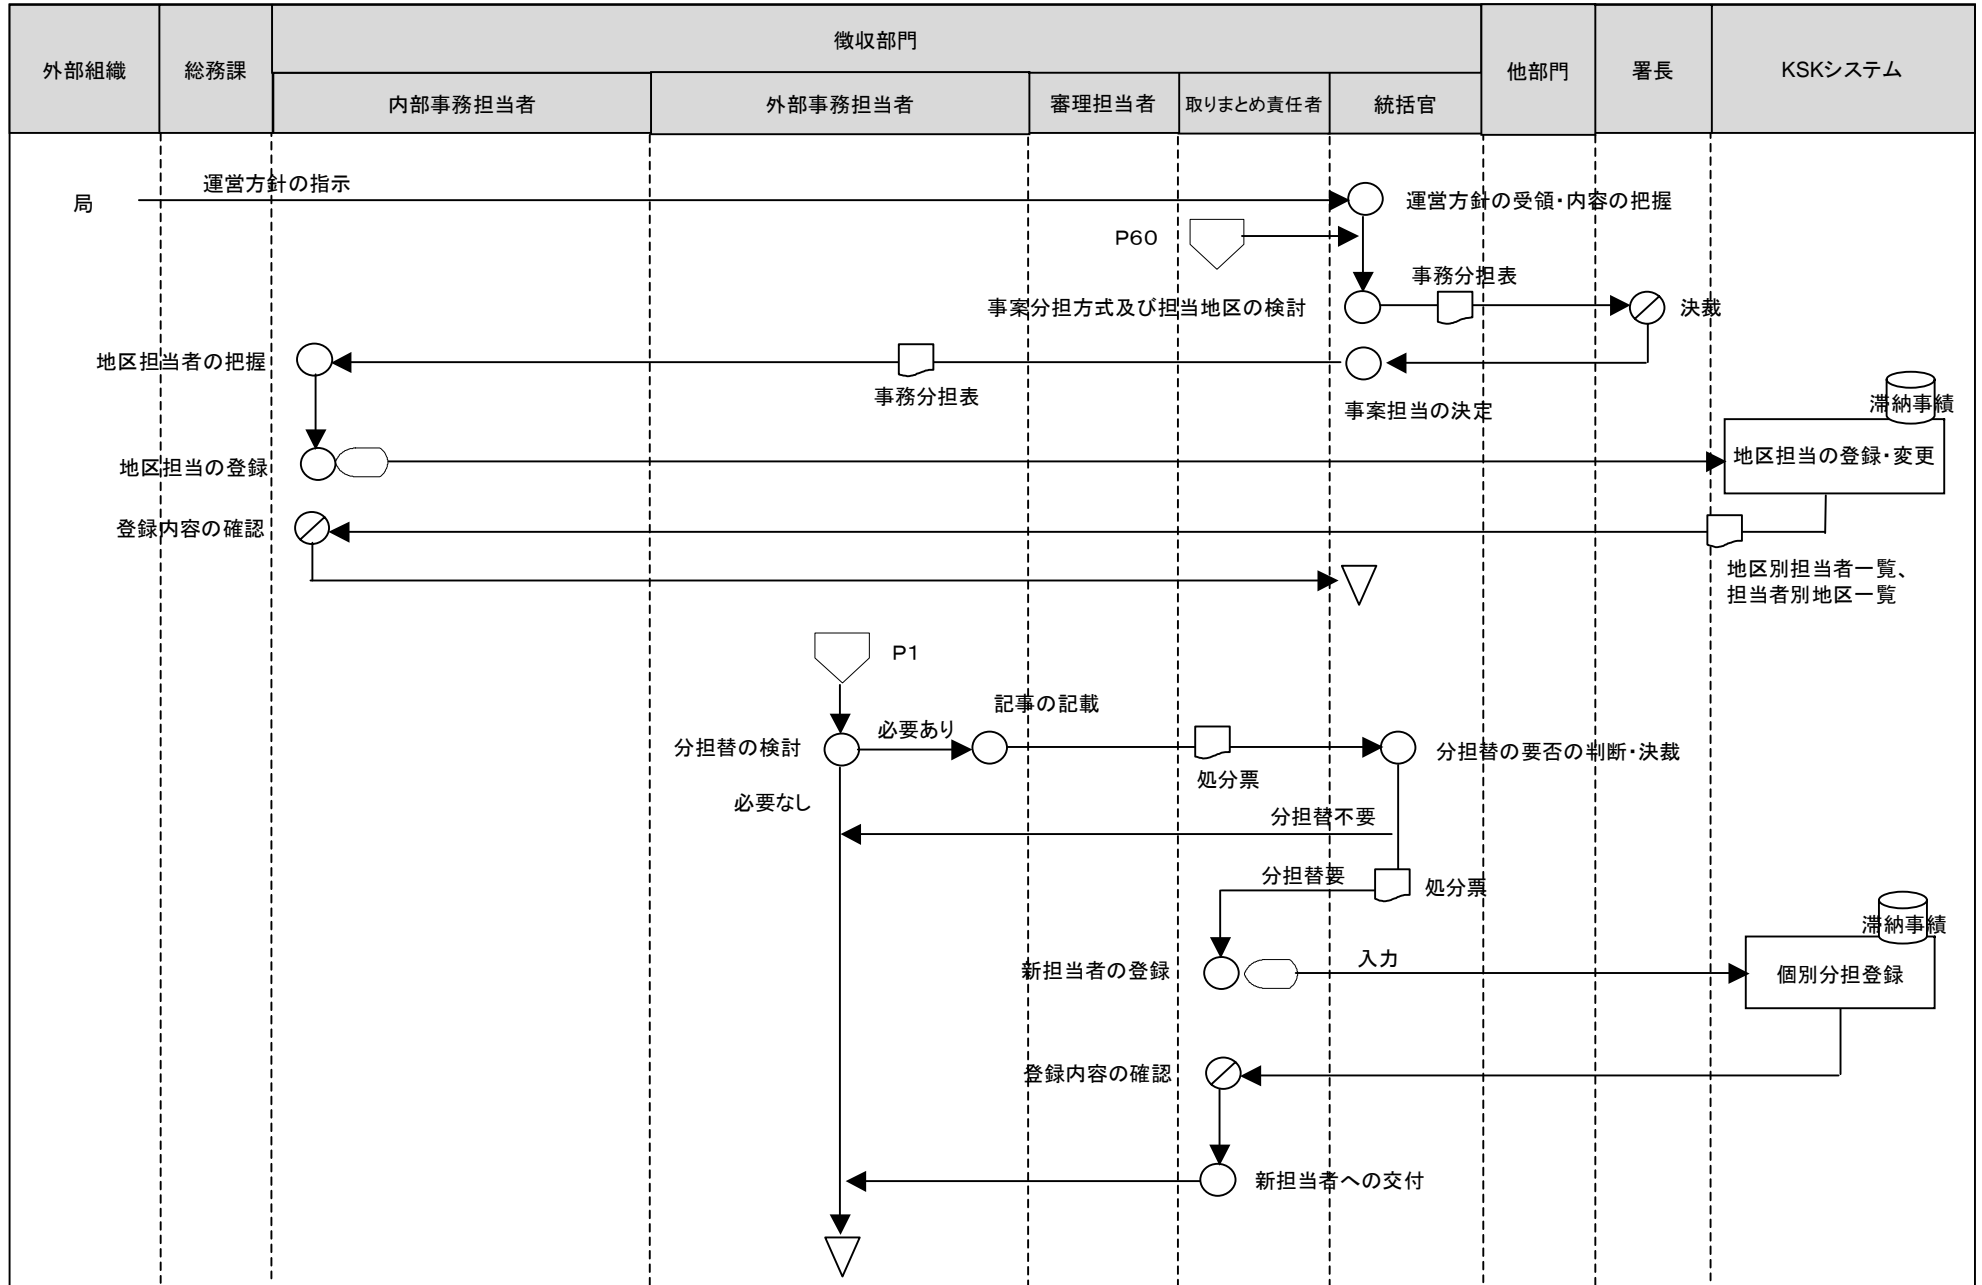 外部組織
総務課
徴収部門
他部門
署長
KSKシステム
内部事務担当者
外部事務担当者
審理担当者
取りまとめ責任者
統括官
運営方針の指示
局
運営方針の受領・内容の把握
P60
事務分担表
事案分担方式及び担当地区の検討
決裁
地区担当者の把握
事務分担表
事案担当の決定
滞納事績
地区担当の登録・変更
地区担当の登録
登録内容の確認
地区別担当者一覧、
担当者別地区一覧
P1
記事の記載
必要あり
分担替の検討
分担替の要否の判断・決裁
処分票
必要なし
分担替不要
分担替要
処分票
滞納事績
入力
新担当者の登録
個別分担登録
登録内容の確認
新担当者への交付